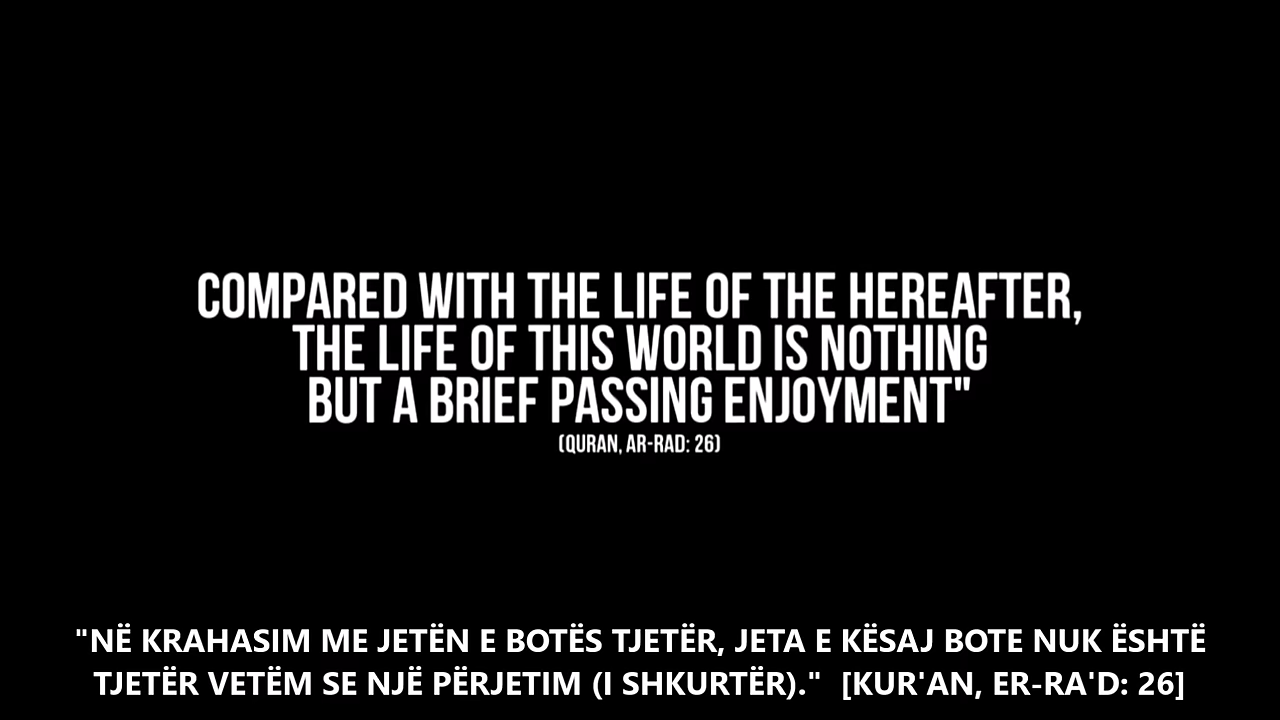 COMPARED WITH THE LIFE OF THE HEREAFTER,
THE LIFE OF THIS WORLD IS NOTHING
BUT A BRIEF PASSING ENJOYMENT"
(QURAN, AR-RAD: 26)
"NË KRAHASIM ME JETËN E BOTËS TJETËR, JETA E KËSAJ BOTE NUK ËSHTË
TJETËR VETËM SE NJË PËRJETIM (I SHKURTËR)."  [KUR'AN, ER-RA'D: 26]